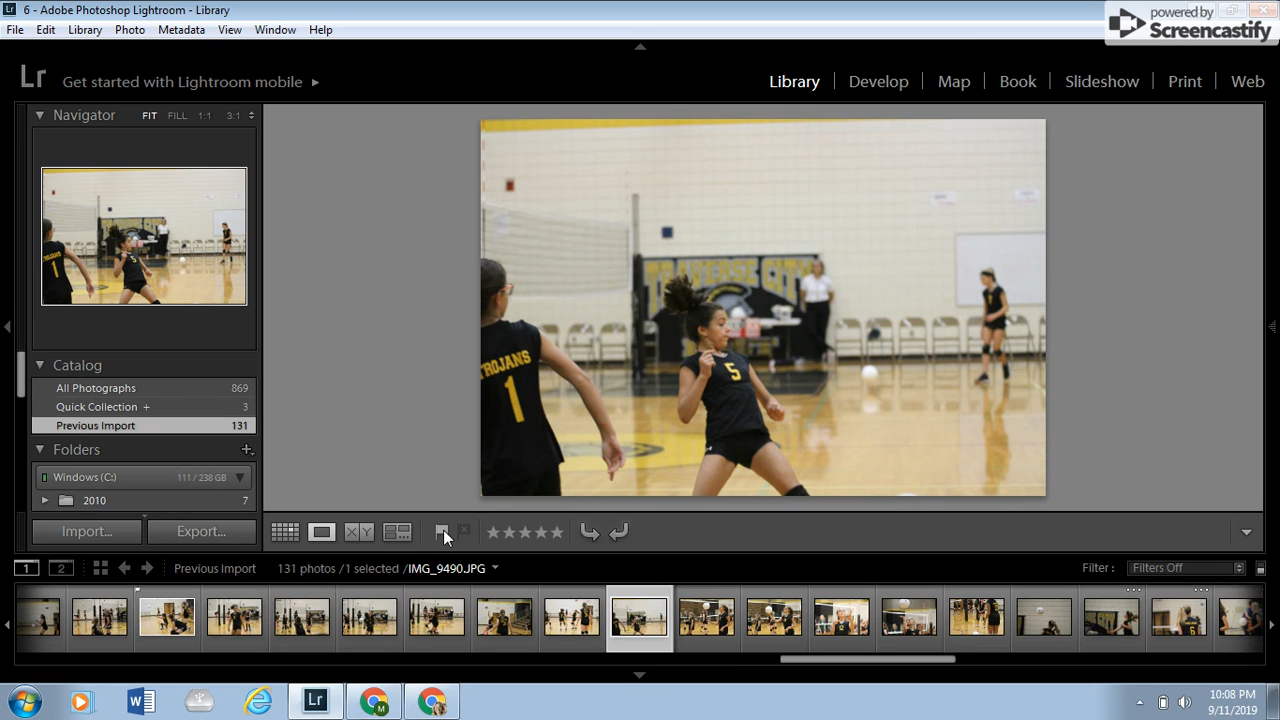 6 - Adobe Photoshop Lightroom - Library
powered by
Screencastify
File Edit Library Photo Metadata View Window Help
Lr Get started with Lightroom mobile
Library Develop Map Book Slideshow Print Web
Navigator FIT FILL 1:1 3:1
TROJANS
1
5
Catalog
All Photographs 869
Quick Collection + 3
Previous Import 131
Folders +
Windows (C:) 111 / 238 GB
2010 7
Import... Export...
XY
1 2 Previous Import 131 photos /1 selected /IMG_9490.JPG Filter : Filters Off
Lr
10:08 PM
9/11/2019